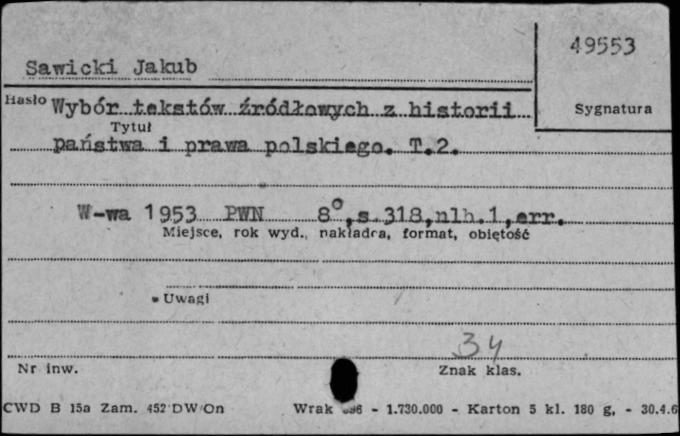 49553
Sawicki Jakub
Hasło Wybór tekstów źródłowych z historii
Sygnatura
Tytuł
państwa i prawa polskiego. T.2.
W-wa 1953 PWN 8°,s.318,nlb.1,err.
Miejsce, rok wyd., nakładca, format, objętość
Uwagi
34
Nr inw.
Znak klas.
CWD B 15a Zam. 452 DW/On Wrak - 1.730.000 - Karton 5 kl. 180 g, - 30.4.6